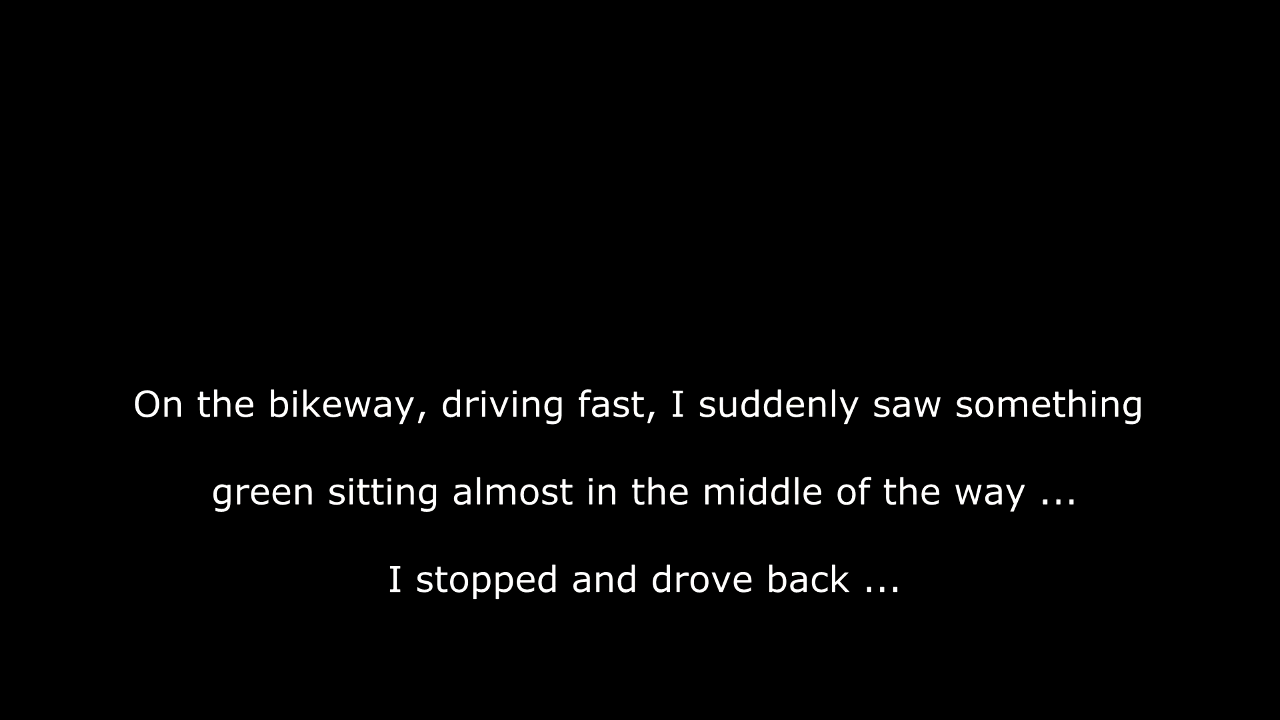 On the bikeway, driving fast, I suddenly saw something
green sitting almost in the middle of the way ...
I stopped and drove back ...